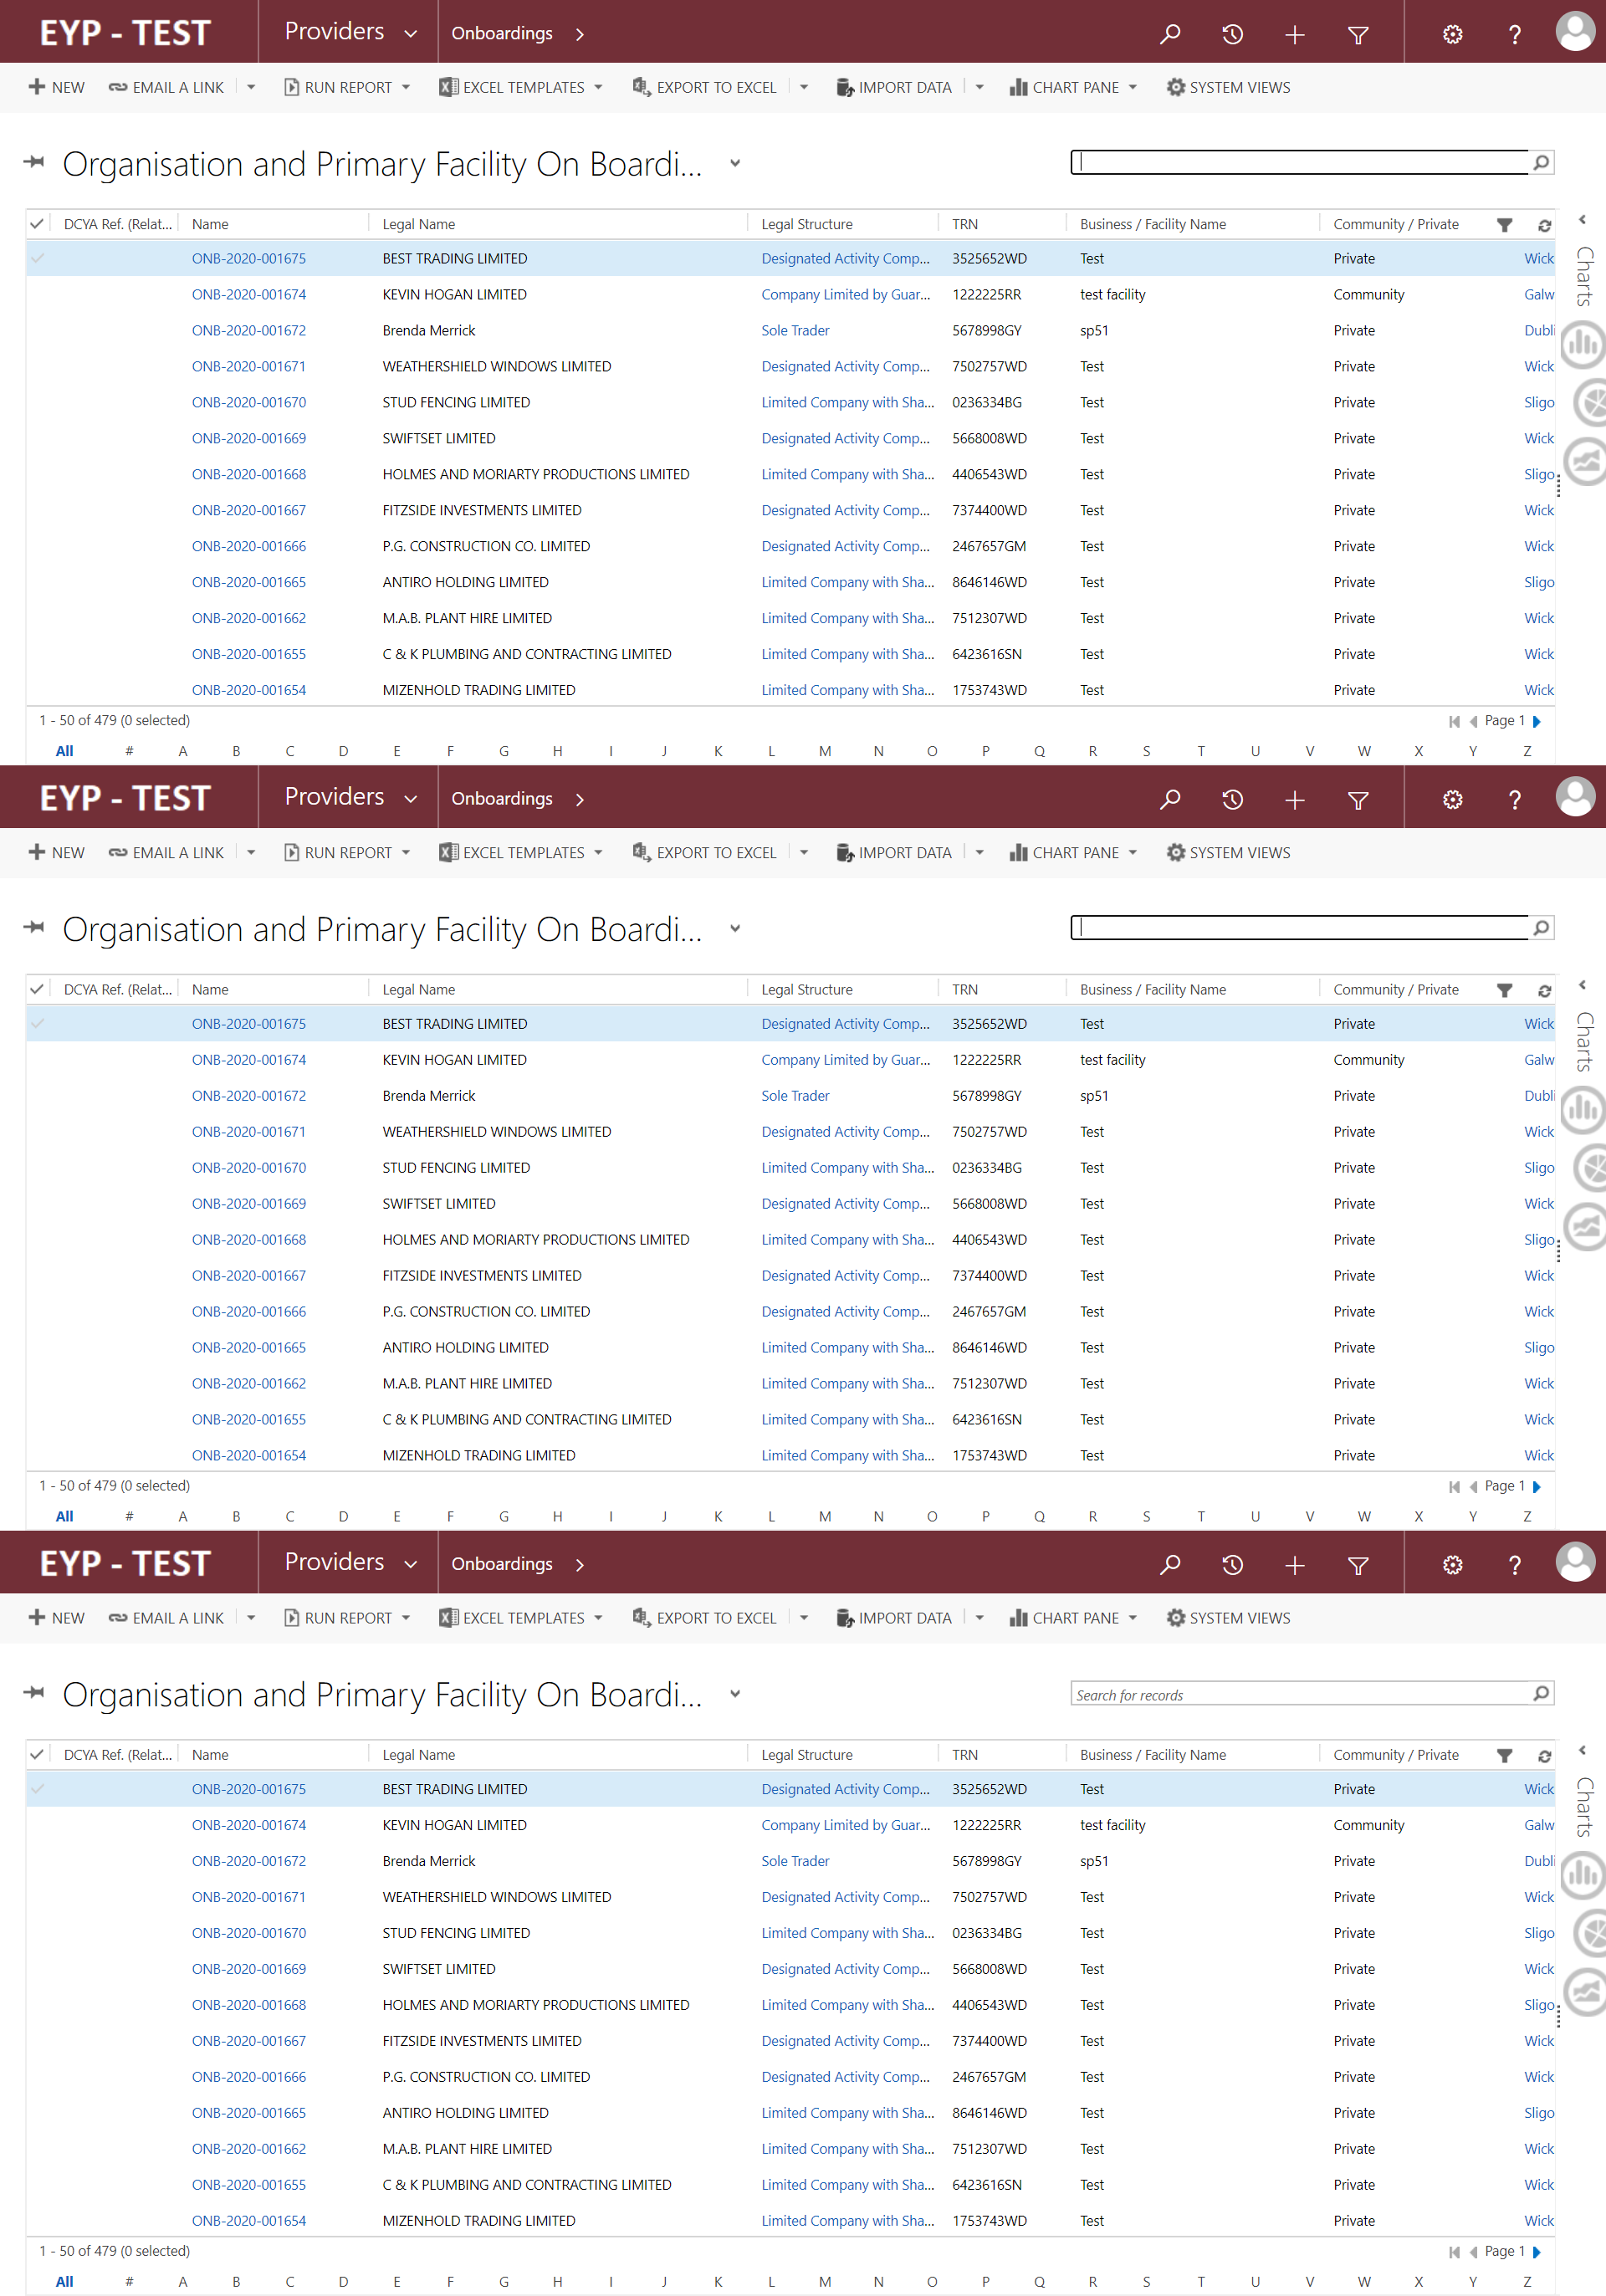 EYP - TEST Providers Onboardings
NEW EMAIL A LINK RUN REPORT EXCEL TEMPLATES EXPORT TO EXCEL IMPORT DATA CHART PANE SYSTEM VIEWS
Organisation and Primary Facility On Boardi...
DCYA Ref. (Relat... Name Legal Name Legal Structure TRN Business / Facility Name Community / Private
Charts
ONB-2020-001675 BEST TRADING LIMITED Designated Activity Comp... 3525652WD Test Private Wick
ONB-2020-001674 KEVIN HOGAN LIMITED Company Limited by Guar... 1222225RR test facility Community Galw
ONB-2020-001672 Brenda Merrick Sole Trader 5678998GY sp51 Private Dubli
ONB-2020-001671 WEATHERSHIELD WINDOWS LIMITED Designated Activity Comp... 7502757WD Test Private Wick
ONB-2020-001670 STUD FENCING LIMITED Limited Company with Sha... 0236334BG Test Private Sligo
ONB-2020-001669 SWIFTSET LIMITED Designated Activity Comp... 5668008WD Test Private Wick
ONB-2020-001668 HOLMES AND MORIARTY PRODUCTIONS LIMITED Limited Company with Sha... 4406543WD Test Private Sligo
ONB-2020-001667 FITZSIDE INVESTMENTS LIMITED Designated Activity Comp... 7374400WD Test Private Wick
ONB-2020-001666 P.G. CONSTRUCTION CO. LIMITED Designated Activity Comp... 2467657GM Test Private Wick
ONB-2020-001665 ANTIRO HOLDING LIMITED Limited Company with Sha... 8646146WD Test Private Sligo
ONB-2020-001662 M.A.B. PLANT HIRE LIMITED Limited Company with Sha... 7512307WD Test Private Wick
ONB-2020-001655 C & K PLUMBING AND CONTRACTING LIMITED Limited Company with Sha... 6423616SN Test Private Wick
ONB-2020-001654 MIZENHOLD TRADING LIMITED Limited Company with Sha... 1753743WD Test Private Wick
1 - 50 of 479 (0 selected) Page 1
All # A B C D E F G H I J K L M N O P Q R S T U V W X Y Z
EYP - TEST Providers Onboardings
NEW EMAIL A LINK RUN REPORT EXCEL TEMPLATES EXPORT TO EXCEL IMPORT DATA CHART PANE SYSTEM VIEWS
Organisation and Primary Facility On Boardi...
DCYA Ref. (Relat... Name Legal Name Legal Structure TRN Business / Facility Name Community / Private
Charts
ONB-2020-001675 BEST TRADING LIMITED Designated Activity Comp... 3525652WD Test Private Wick
ONB-2020-001674 KEVIN HOGAN LIMITED Company Limited by Guar... 1222225RR test facility Community Galw
ONB-2020-001672 Brenda Merrick Sole Trader 5678998GY sp51 Private Dubli
ONB-2020-001671 WEATHERSHIELD WINDOWS LIMITED Designated Activity Comp... 7502757WD Test Private Wick
ONB-2020-001670 STUD FENCING LIMITED Limited Company with Sha... 0236334BG Test Private Sligo
ONB-2020-001669 SWIFTSET LIMITED Designated Activity Comp... 5668008WD Test Private Wick
ONB-2020-001668 HOLMES AND MORIARTY PRODUCTIONS LIMITED Limited Company with Sha... 4406543WD Test Private Sligo
ONB-2020-001667 FITZSIDE INVESTMENTS LIMITED Designated Activity Comp... 7374400WD Test Private Wick
ONB-2020-001666 P.G. CONSTRUCTION CO. LIMITED Designated Activity Comp... 2467657GM Test Private Wick
ONB-2020-001665 ANTIRO HOLDING LIMITED Limited Company with Sha... 8646146WD Test Private Sligo
ONB-2020-001662 M.A.B. PLANT HIRE LIMITED Limited Company with Sha... 7512307WD Test Private Wick
ONB-2020-001655 C & K PLUMBING AND CONTRACTING LIMITED Limited Company with Sha... 6423616SN Test Private Wick
ONB-2020-001654 MIZENHOLD TRADING LIMITED Limited Company with Sha... 1753743WD Test Private Wick
1 - 50 of 479 (0 selected) Page 1
All # A B C D E F G H I J K L M N O P Q R S T U V W X Y Z
EYP - TEST Providers Onboardings
NEW EMAIL A LINK RUN REPORT EXCEL TEMPLATES EXPORT TO EXCEL IMPORT DATA CHART PANE SYSTEM VIEWS
Organisation and Primary Facility On Boardi... Search for records
DCYA Ref. (Relat... Name Legal Name Legal Structure TRN Business / Facility Name Community / Private
Charts
ONB-2020-001675 BEST TRADING LIMITED Designated Activity Comp... 3525652WD Test Private Wick
ONB-2020-001674 KEVIN HOGAN LIMITED Company Limited by Guar... 1222225RR test facility Community Galw
ONB-2020-001672 Brenda Merrick Sole Trader 5678998GY sp51 Private Dubli
ONB-2020-001671 WEATHERSHIELD WINDOWS LIMITED Designated Activity Comp... 7502757WD Test Private Wick
ONB-2020-001670 STUD FENCING LIMITED Limited Company with Sha... 0236334BG Test Private Sligo
ONB-2020-001669 SWIFTSET LIMITED Designated Activity Comp... 5668008WD Test Private Wick
ONB-2020-001668 HOLMES AND MORIARTY PRODUCTIONS LIMITED Limited Company with Sha... 4406543WD Test Private Sligo
ONB-2020-001667 FITZSIDE INVESTMENTS LIMITED Designated Activity Comp... 7374400WD Test Private Wick
ONB-2020-001666 P.G. CONSTRUCTION CO. LIMITED Designated Activity Comp... 2467657GM Test Private Wick
ONB-2020-001665 ANTIRO HOLDING LIMITED Limited Company with Sha... 8646146WD Test Private Sligo
ONB-2020-001662 M.A.B. PLANT HIRE LIMITED Limited Company with Sha... 7512307WD Test Private Wick
ONB-2020-001655 C & K PLUMBING AND CONTRACTING LIMITED Limited Company with Sha... 6423616SN Test Private Wick
ONB-2020-001654 MIZENHOLD TRADING LIMITED Limited Company with Sha... 1753743WD Test Private Wick
1 - 50 of 479 (0 selected) Page 1
All # A B C D E F G H I J K L M N O P Q R S T U V W X Y Z